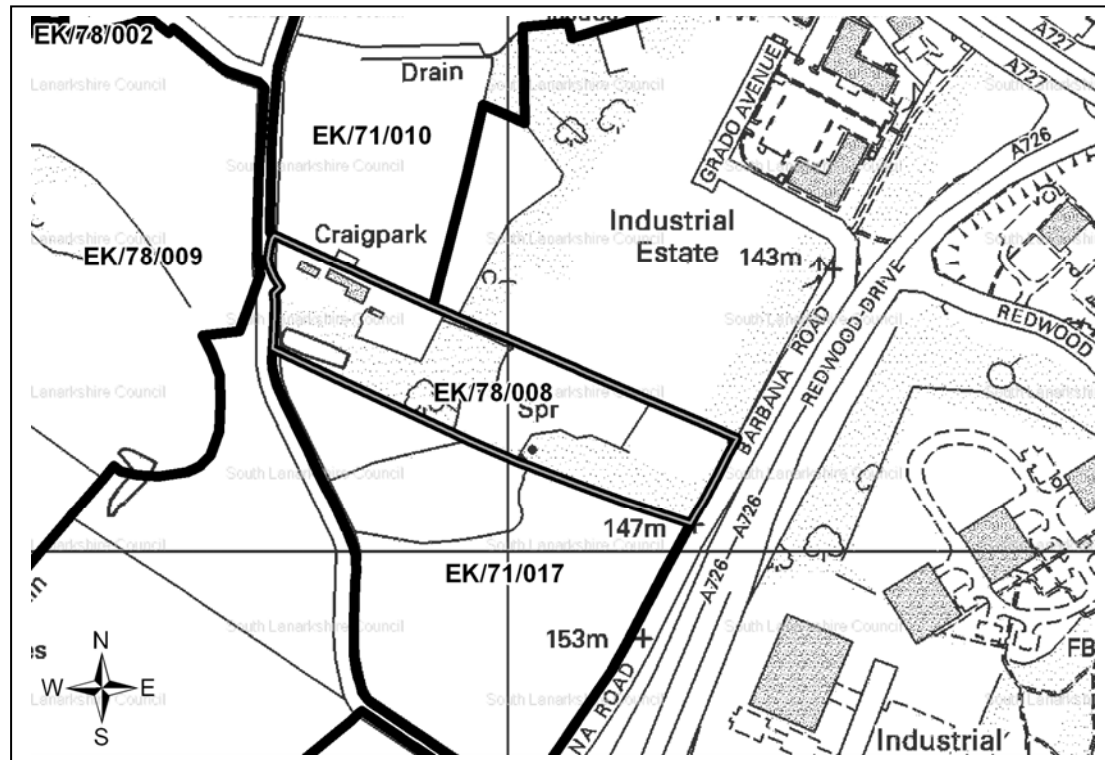 EK/78/002
Drain
A727
A727
GRADO AVENUE
A726
EK/71/010
Craigpark
Industrial
Estate
143m
EK/78/009
REDWOOD DRIVE
REDWOOD
BARBANA ROAD
EK/78/008
Spr
147m
A726
A726
EK/71/017
153m
NA ROAD
FB
Industrial
N
W E
S
South Lanarkshire Council